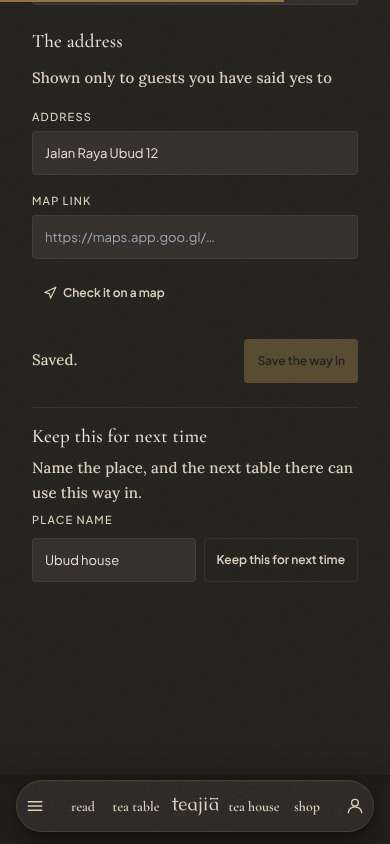 The address
Shown only to guests you have said yes to
ADDRESS
Jalan Raya Ubud 12
MAP LINK
https://maps.app.goo.gl/...
Check it on a map
Saved.
Save the way in
Keep this for next time
Name the place, and the next table there can
use this way in.
PLACE NAME
Ubud house
Keep this for next time
read tea table teajiā tea house shop